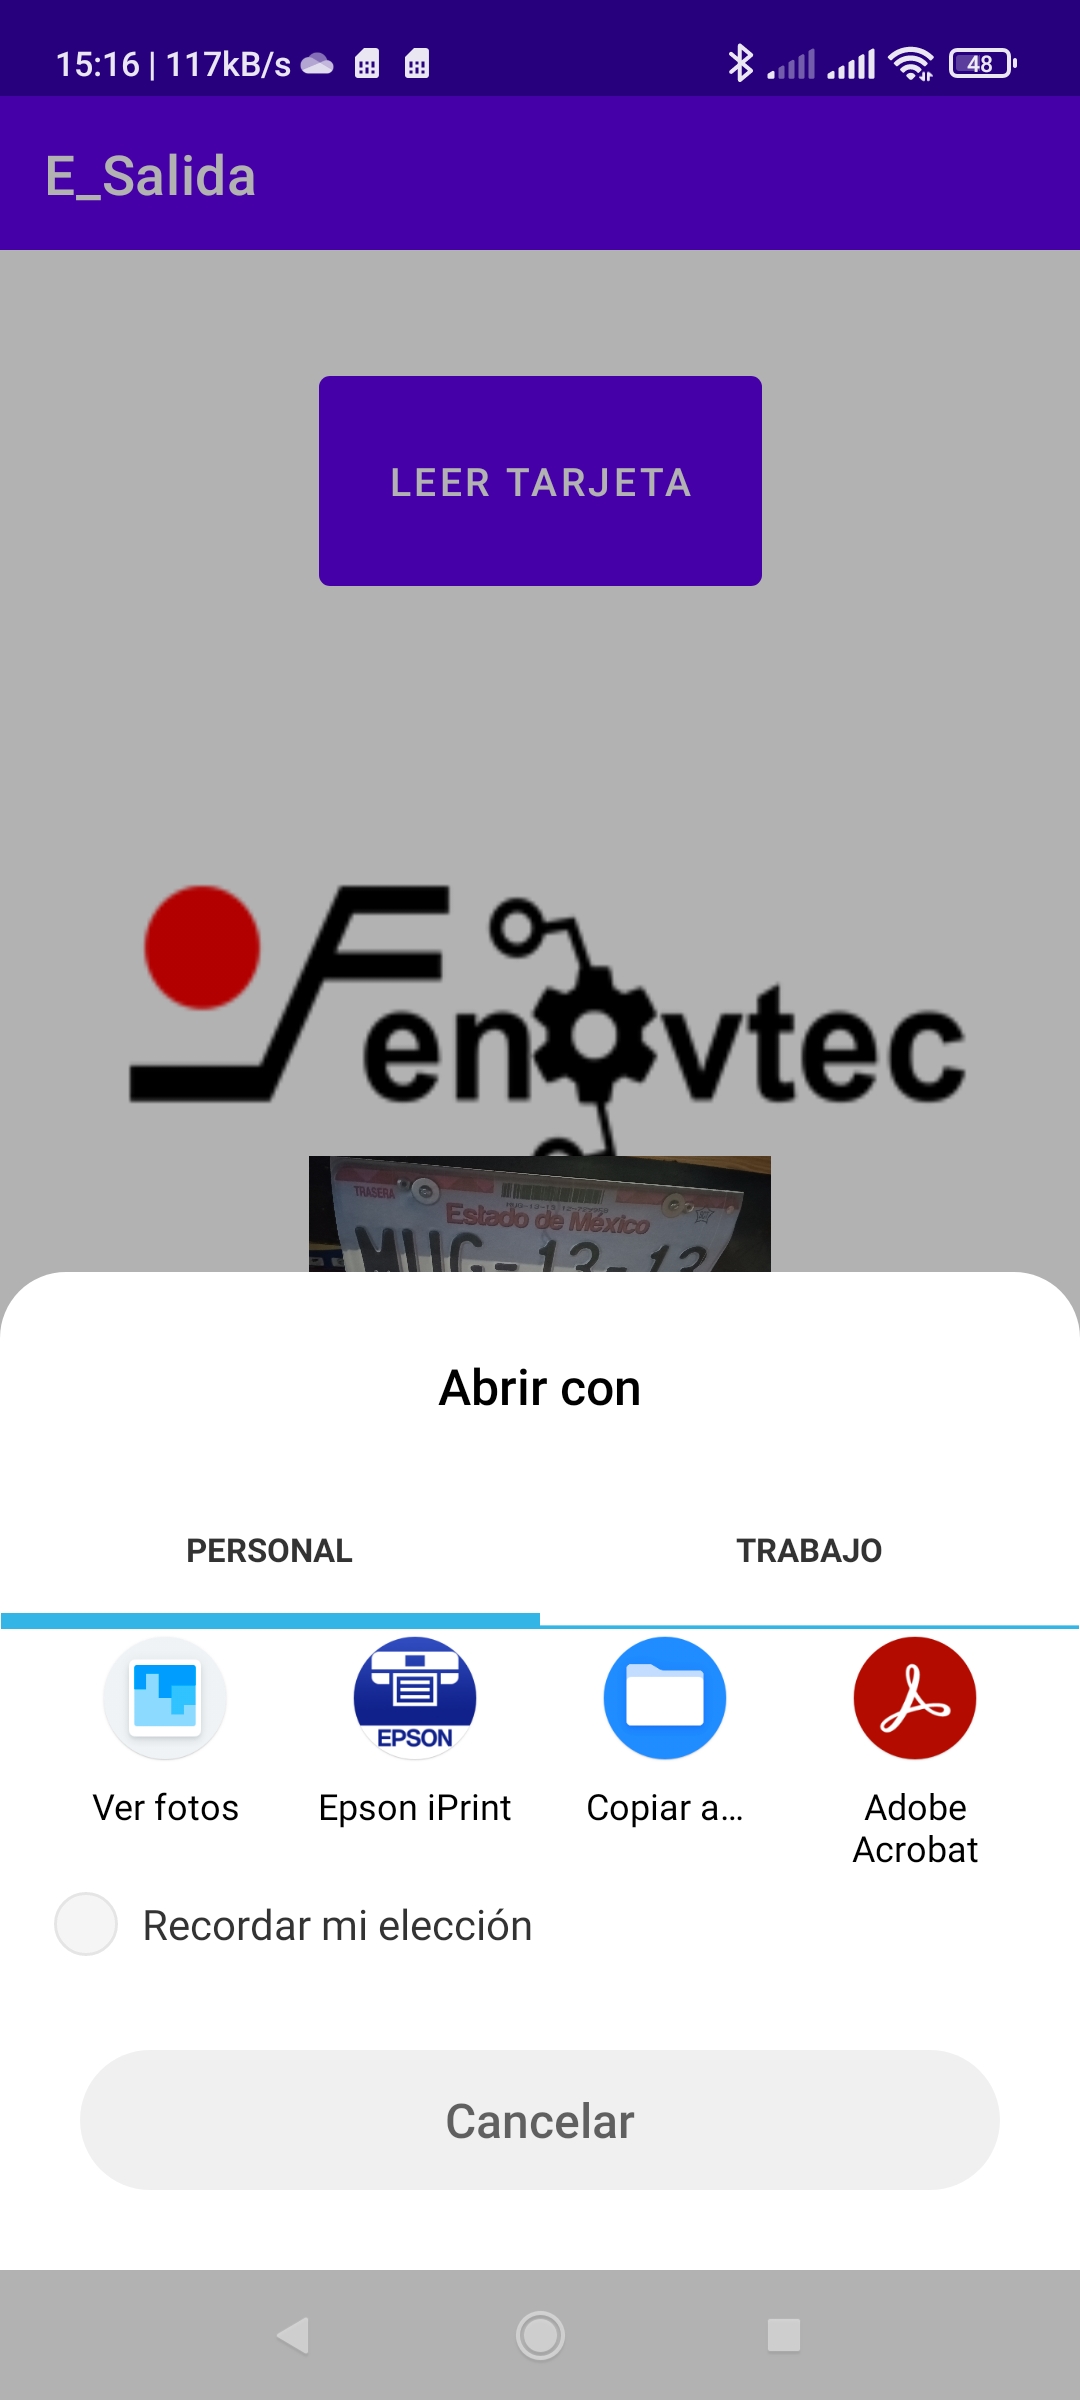 15:16 | 117kB/s
48
E_Salida
LEER TARJETA
Fenovtec
TRASERA
Estado de México
MUG-13-13
Abrir con
PERSONAL
TRABAJO
EPSON
Ver fotos
Epson iPrint
Copiar a...
Adobe
Acrobat
Recordar mi elección
Cancelar